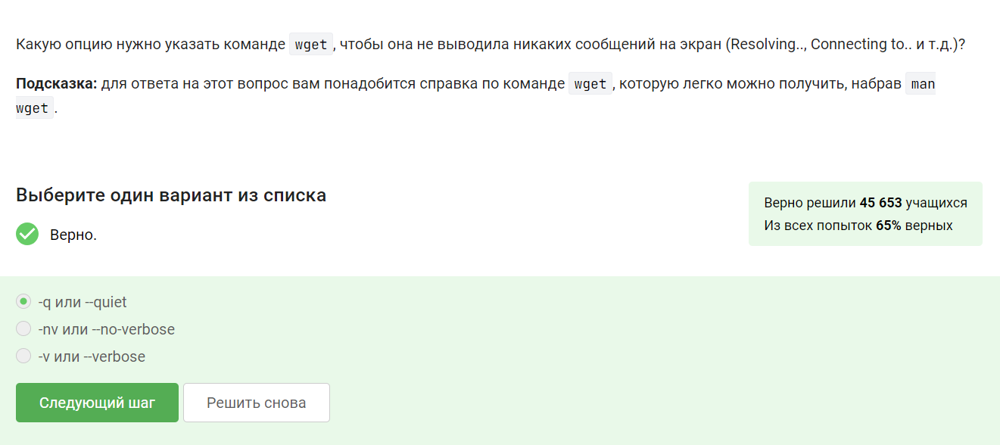 Какую опцию нужно указать команде wget, чтобы она не выводила никаких сообщений на экран (Resolving.., Connecting to.. и т.д.)?
Подсказка: для ответа на этот вопрос вам понадобится справка по команде wget, которую легко можно получить, набрав man
wget.
Выберите один вариант из списка
Верно.
Верно решили 45 653 учащихся
Из всех попыток 65% верных
-q или --quiet
-nv или --no-verbose
-v или --verbose
Следующий шаг
Решить снова